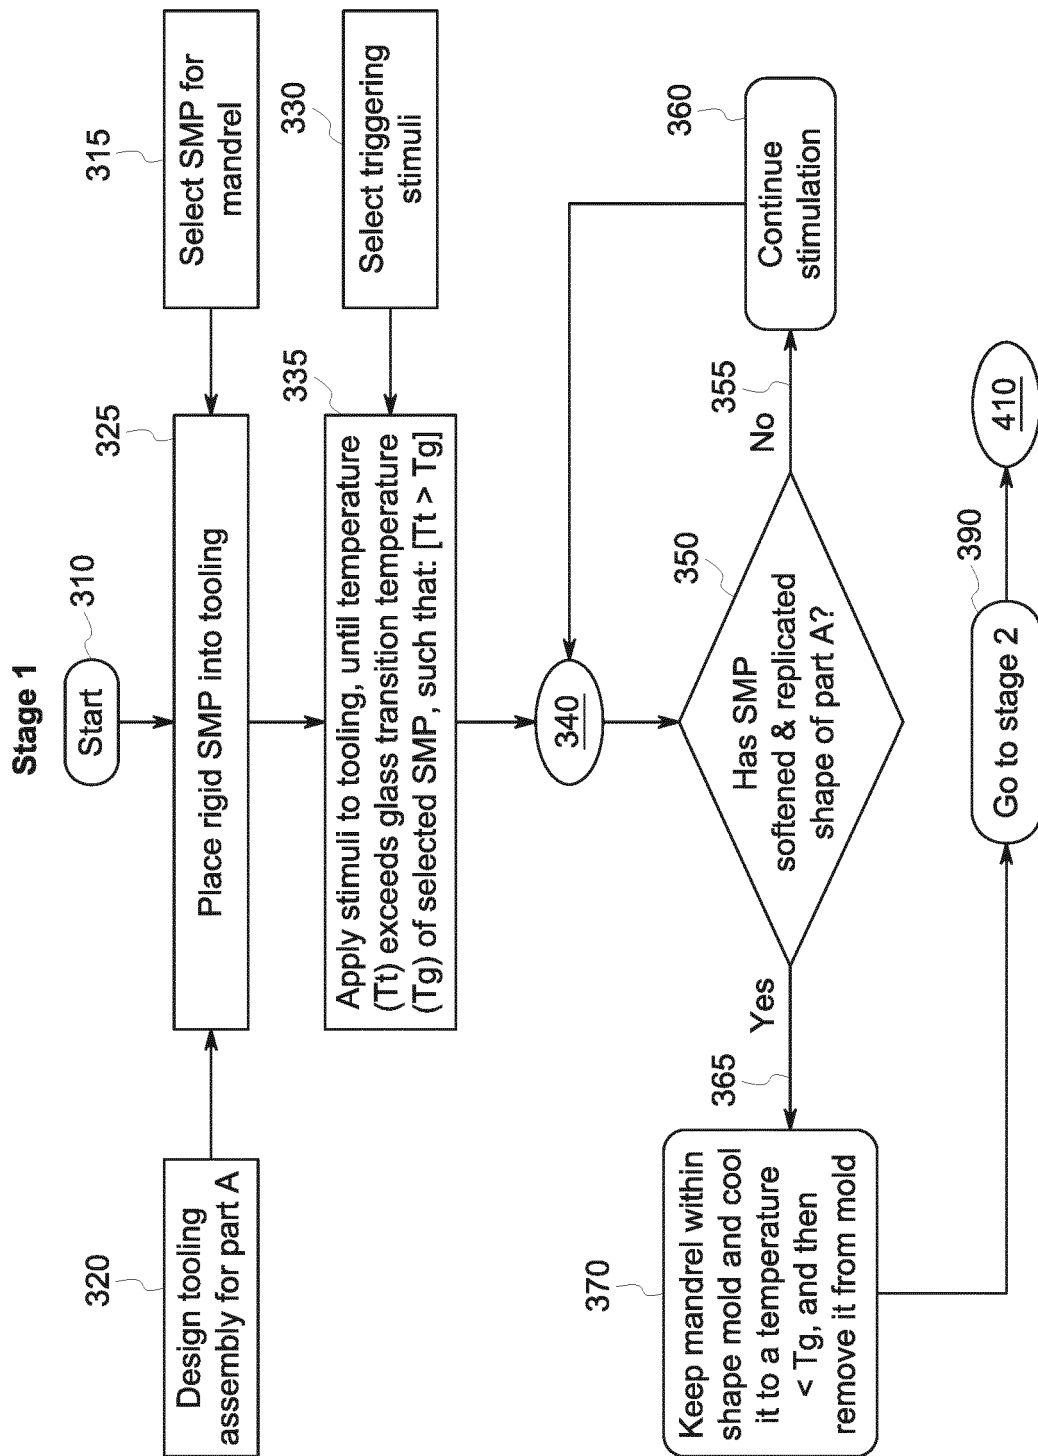 Stage 1
Start
310
Design tooling
assembly for part A
320
Place rigid SMP into tooling
325
Select SMP for
mandrel
315
Apply stimuli to tooling, until temperature
(Tt) exceeds glass transition temperature
(Tg) of selected SMP, such that: [Tt > Tg]
335
Select triggering
stimuli
330
340
Has SMP
softened & replicated
shape of part A?
350
No
355
Continue
stimulation
360
Yes
365
Keep mandrel within
shape mold and cool
it to a temperature
< Tg, and then
remove it from mold
370
Go to stage 2
390
410